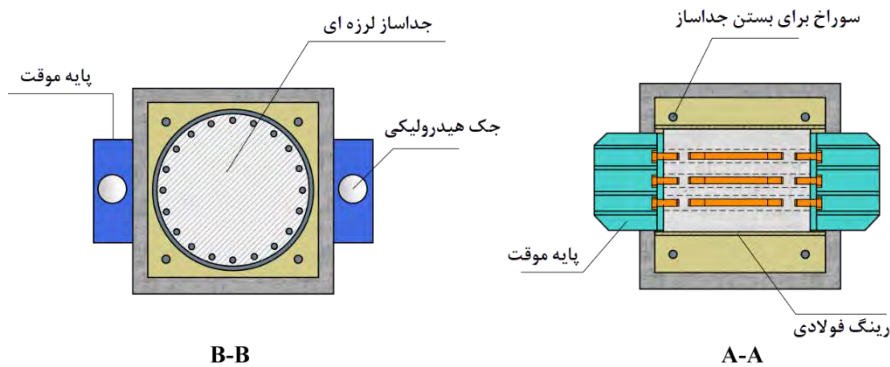 جداساز لرزه ای
پایه موقت
جک هیدرولیکی
B-B
سوراخ برای بستن جداساز
پایه موقت
رینگ فولادی
A-A